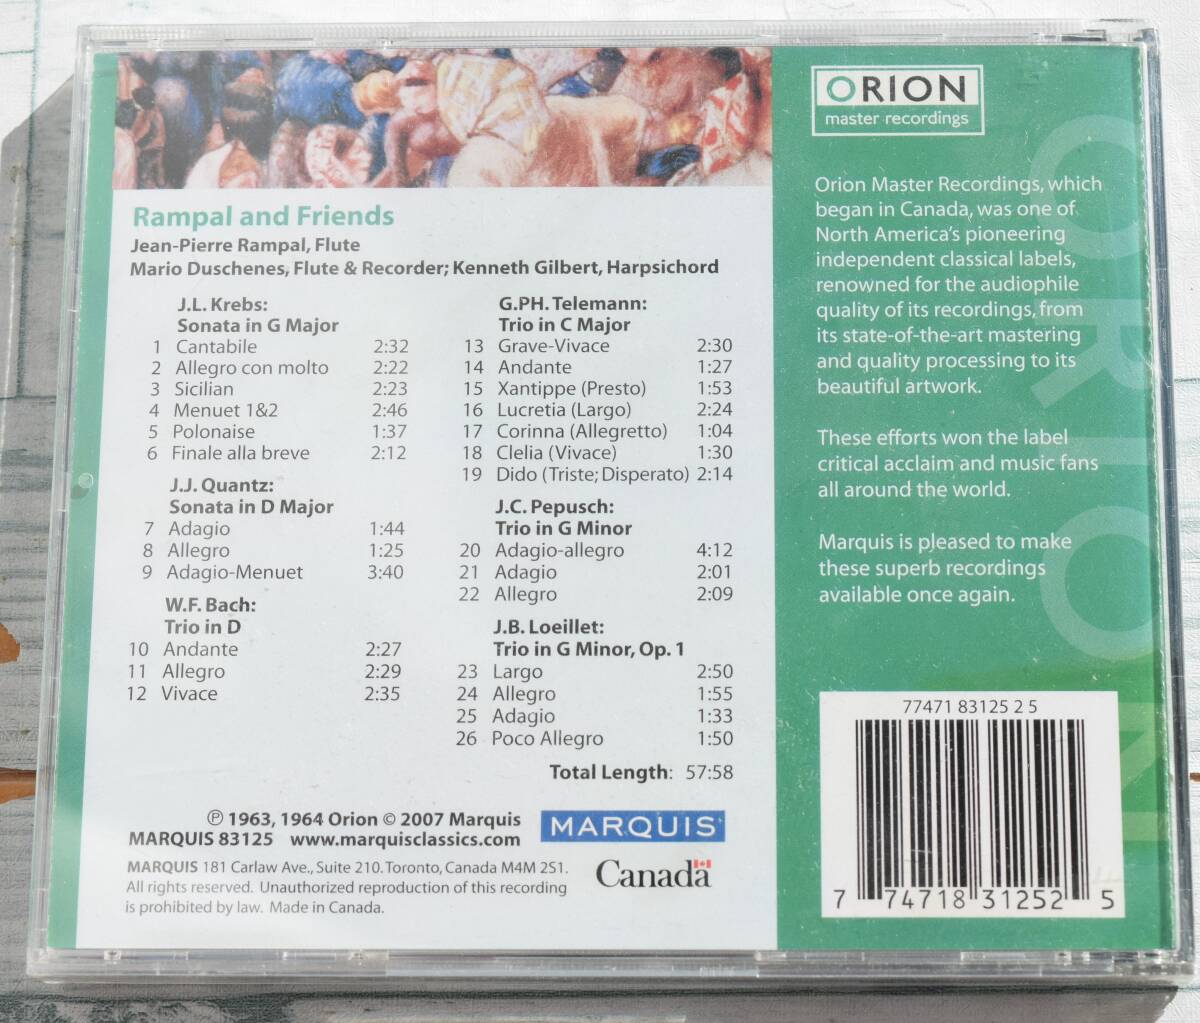 Rampal and Friends
Jean-Pierre Rampal, Flute
Mario Duschenes, Flute & Recorder; Kenneth Gilbert, Harpsichord
J.L. Krebs:
Sonata in G Major
1 Cantabile 2:32
2 Allegro con molto 2:22
3 Sicilian 2:23
4 Menuet 1&2 2:46
5 Polonaise 1:37
6 Finale alla breve 2:12
J.J. Quantz:
Sonata in D Major
7 Adagio 1:44
8 Allegro 1:25
9 Adagio-Menuet 3:40
W.F. Bach:
Trio in D
10 Andante 2:27
11 Allegro 2:29
12 Vivace 2:35
G.PH. Telemann:
Trio in C Major
13 Grave-Vivace 2:30
14 Andante 1:27
15 Xantippe (Presto) 1:53
16 Lucretia (Largo) 2:24
17 Corinna (Allegretto) 1:04
18 Clelia (Vivace) 1:30
19 Dido (Triste; Disperato) 2:14
J.C. Pepusch:
Trio in G Minor
20 Adagio-allegro 4:12
21 Adagio 2:01
22 Allegro 2:09
J.B. Loeillet:
Trio in G Minor, Op. 1
23 Largo 2:50
24 Allegro 1:55
25 Adagio 1:33
26 Poco Allegro 1:50
Total Length: 57:58
℗ 1963, 1964 Orion © 2007 Marquis
MARQUIS 83125 www.marquisclassics.com
MARQUIS
MARQUIS 181 Carlaw Ave., Suite 210. Toronto, Canada M4M 2S1.
All rights reserved. Unauthorized reproduction of this recording
is prohibited by law. Made in Canada.
Canada
ORION
master recordings
Orion Master Recordings, which
began in Canada, was one of
North America's pioneering
independent classical labels,
renowned for the audiophile
quality of its recordings, from
its state-of-the-art mastering
and quality processing to its
beautiful artwork.
These efforts won the label
critical acclaim and music fans
all around the world.
Marquis is pleased to make
these superb recordings
available once again.
ORION
77471 83125 2 5
7 74718 31252 5